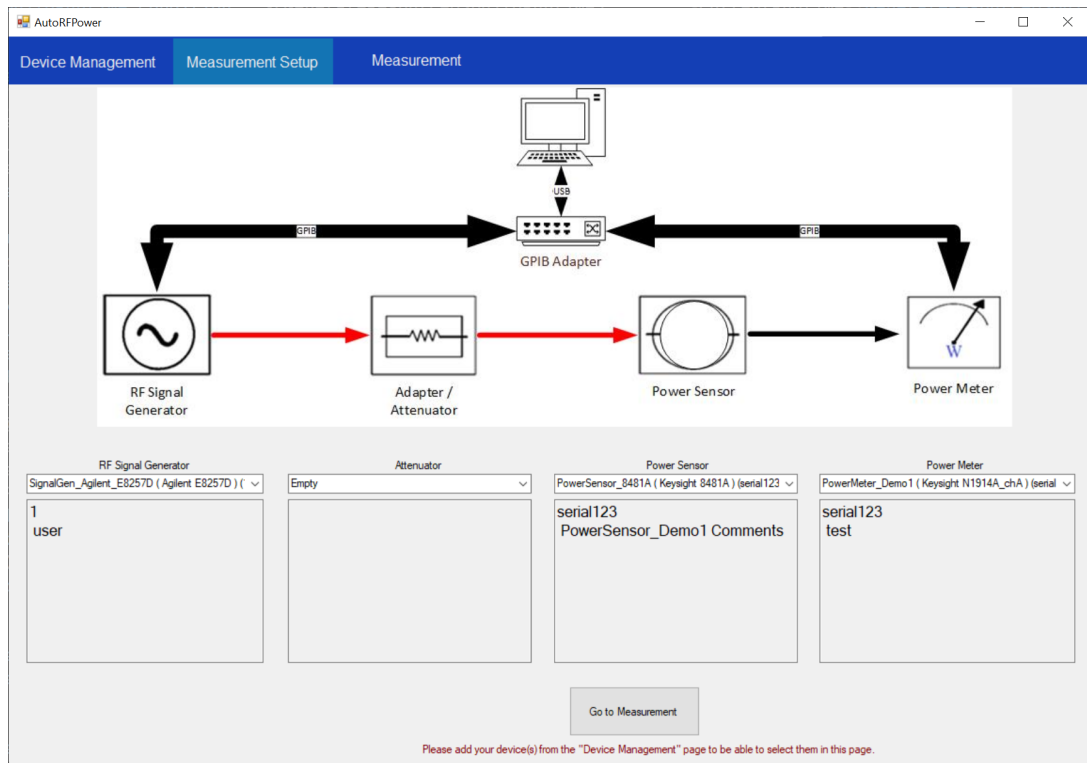 AutoRFPower
Device Management
Measurement Setup
Measurement
USB
GPIB
GPIB
GPIB Adapter
RF Signal
Generator
Adapter /
Attenuator
Power Sensor
W
Power Meter
RF Signal Generator
Attenuator
Power Sensor
Power Meter
SignalGen_Agilent_E8257D ( Agilent E8257D ) (
Empty
PowerSensor_8481A ( Keysight 8481A ) (serial123
PowerMeter_Demo1 ( Keysight N1914A_chA ) (serial
1
user
serial123
PowerSensor_Demo1 Comments
serial123
test
Go to Measurement
Please add your device(s) from the "Device Management" page to be able to select them in this page.